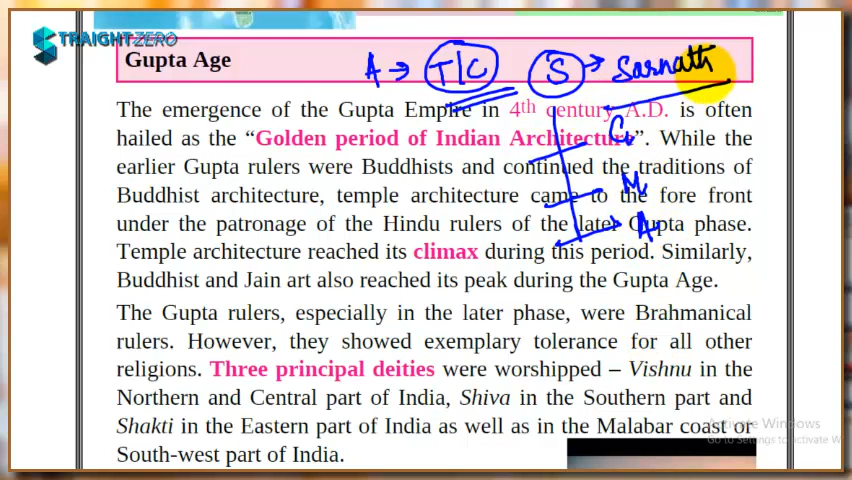 STRAIGHTZERO
Gupta Age A → T/C S → Sarnath
The emergence of the Gupta Empire in 4th century A.D. is often
hailed as the “Golden period of Indian Architecture”. While the
earlier Gupta rulers were Buddhists and continued the traditions of
Buddhist architecture, temple architecture came to the fore front
under the patronage of the Hindu rulers of the later Gupta phase.
Temple architecture reached its climax during this period. Similarly,
Buddhist and Jain art also reached its peak during the Gupta Age.
The Gupta rulers, especially in the later phase, were Brahmanical
rulers. However, they showed exemplary tolerance for all other
religions. Three principal deities were worshipped – Vishnu in the
Northern and Central part of India, Shiva in the Southern part and
Shakti in the Eastern part of India as well as in the Malabar coast or
South-west part of India.
G
M
A
Activate Windows
Go to Settings to activate W